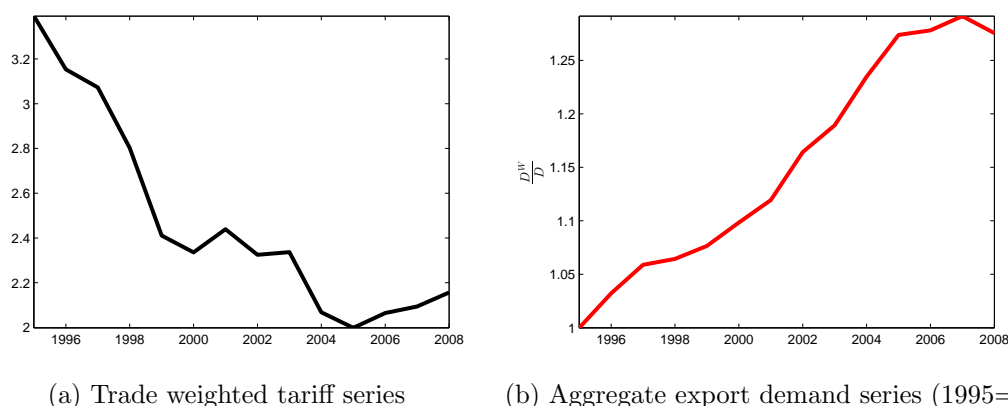 3.2
3
2.8
2.6
2.4
2.2
2
1996 1998 2000 2002 2004 2006 2008
(a) Trade weighted tariff series
1.25
1.2
1.15
1.1
1.05
1
D^W/D
1996 1998 2000 2002 2004 2006 2008
(b) Aggregate export demand series (1995=